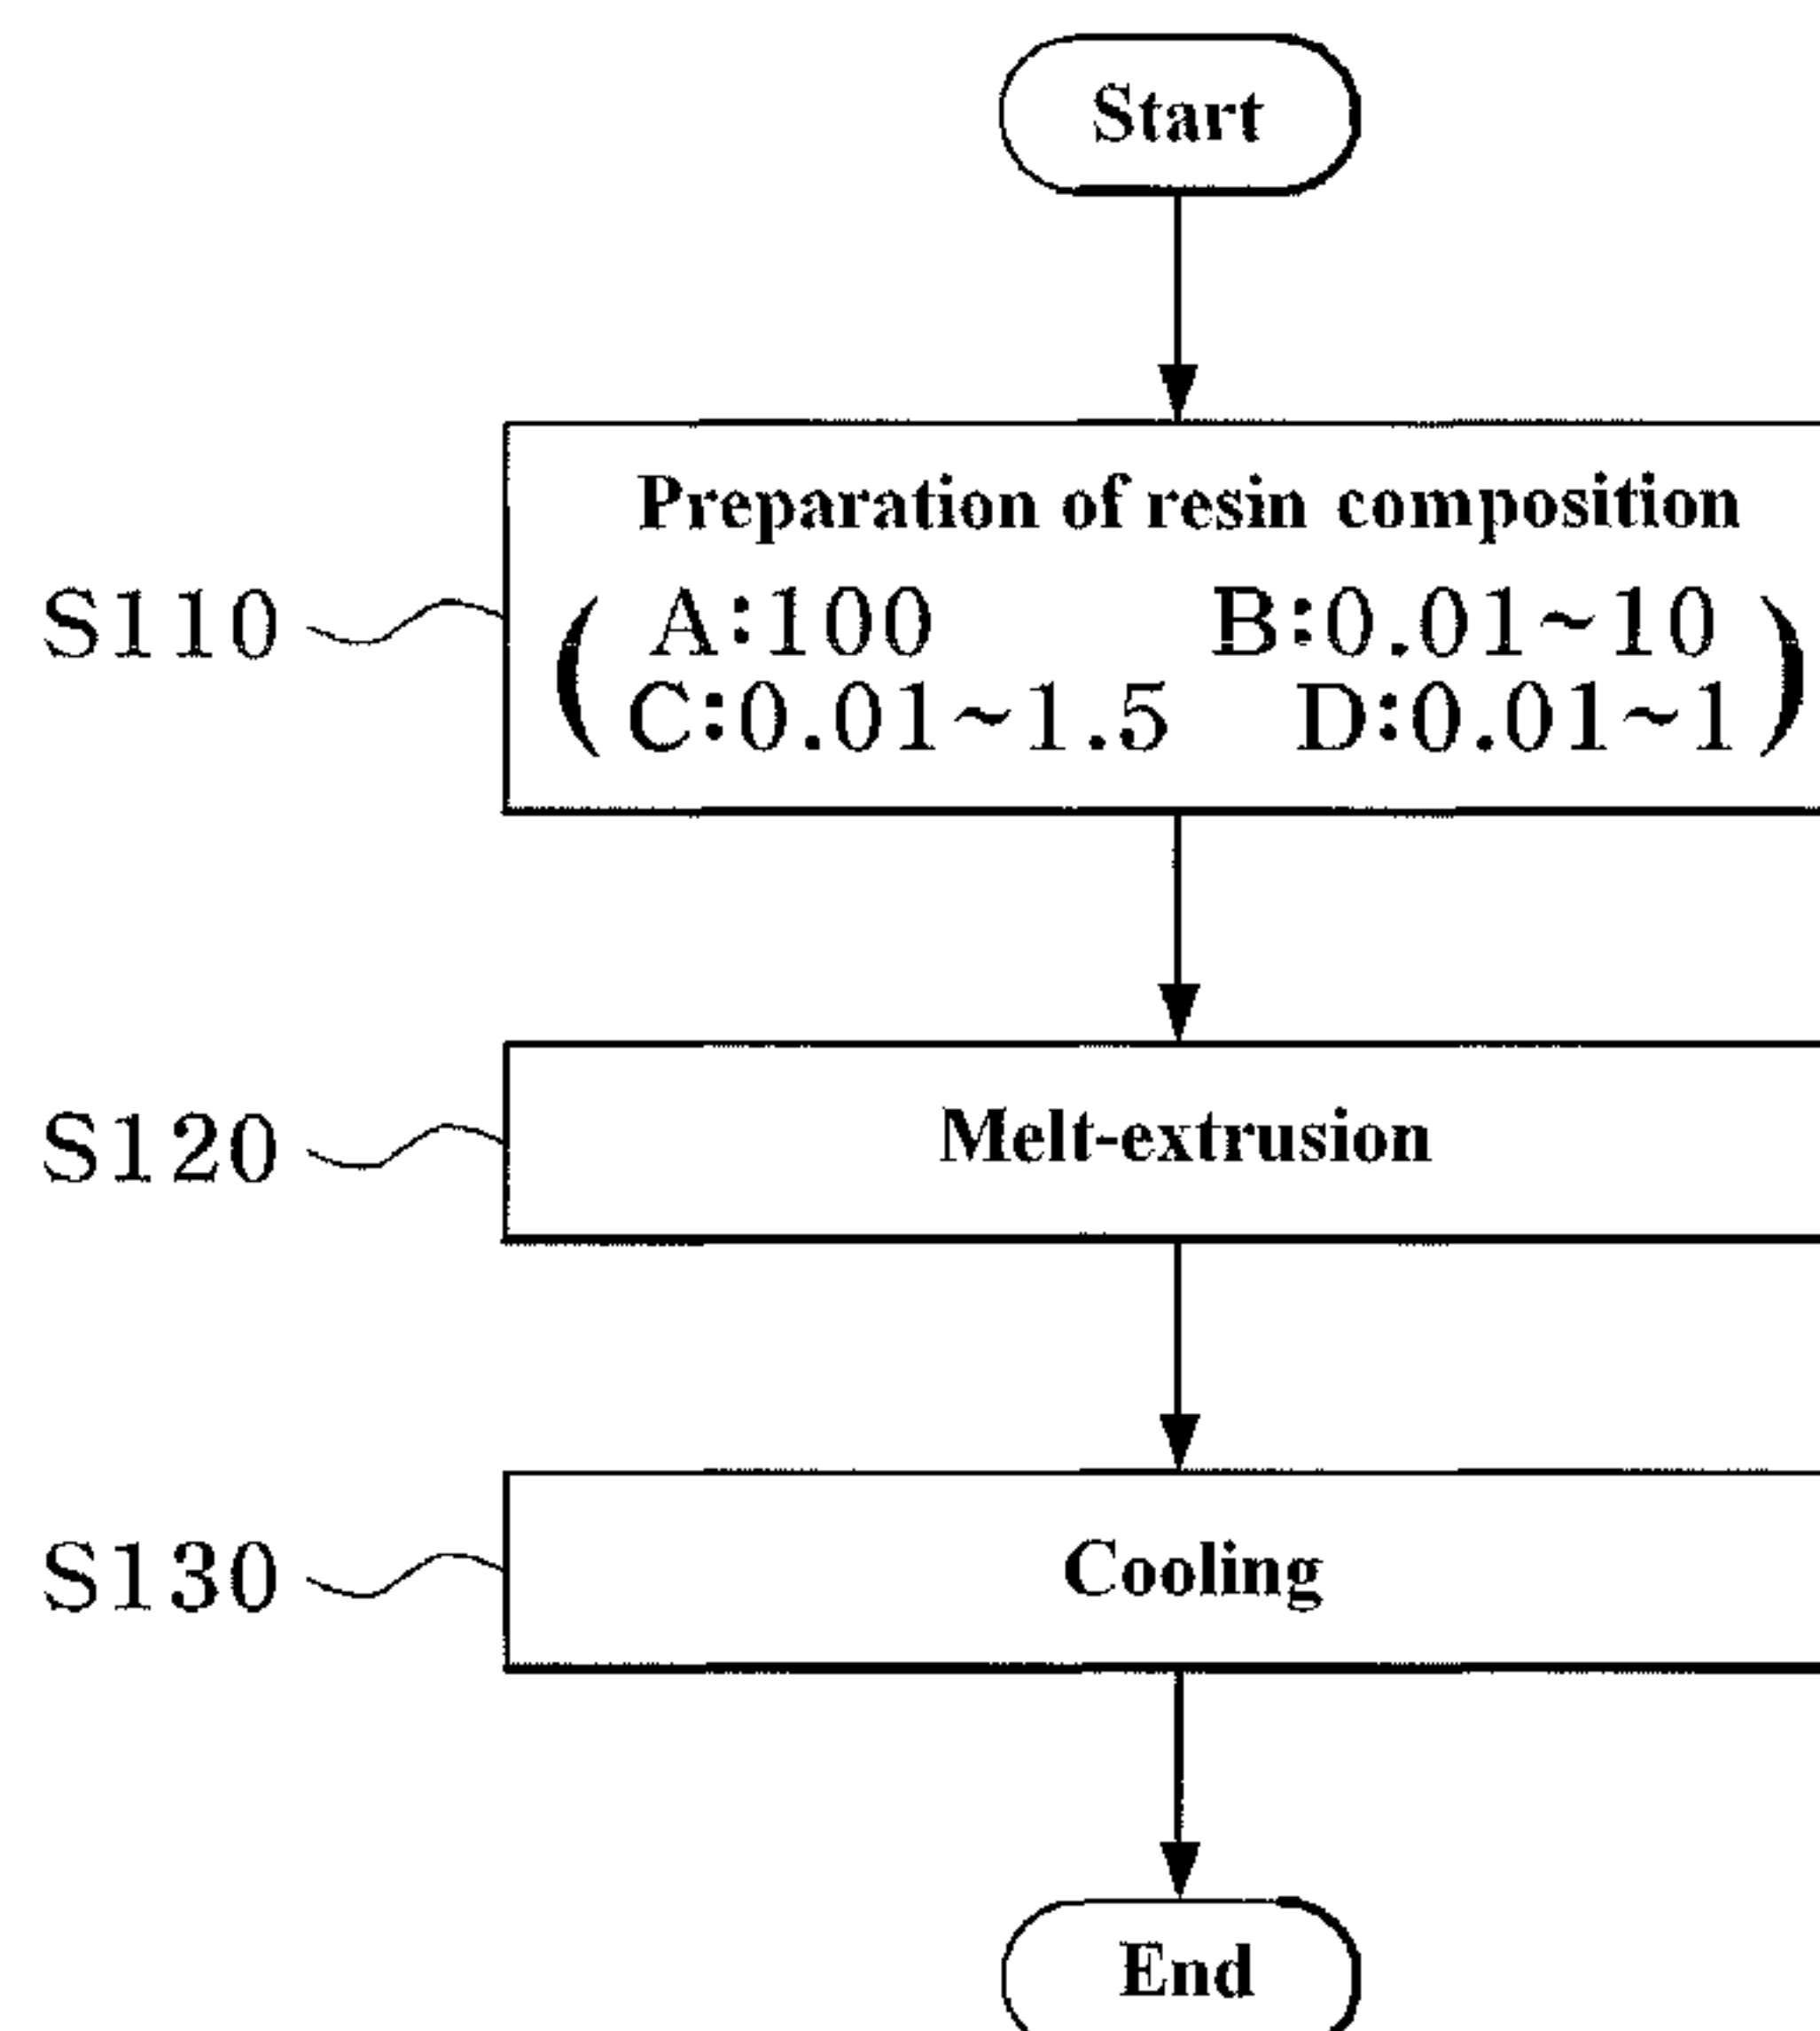 Start
Preparation of resin composition
S110 ( A:100 B:0.01~10
C:0.01~1.5 D:0.01~1 )
S120 Melt-extrusion
S130 Cooling
End